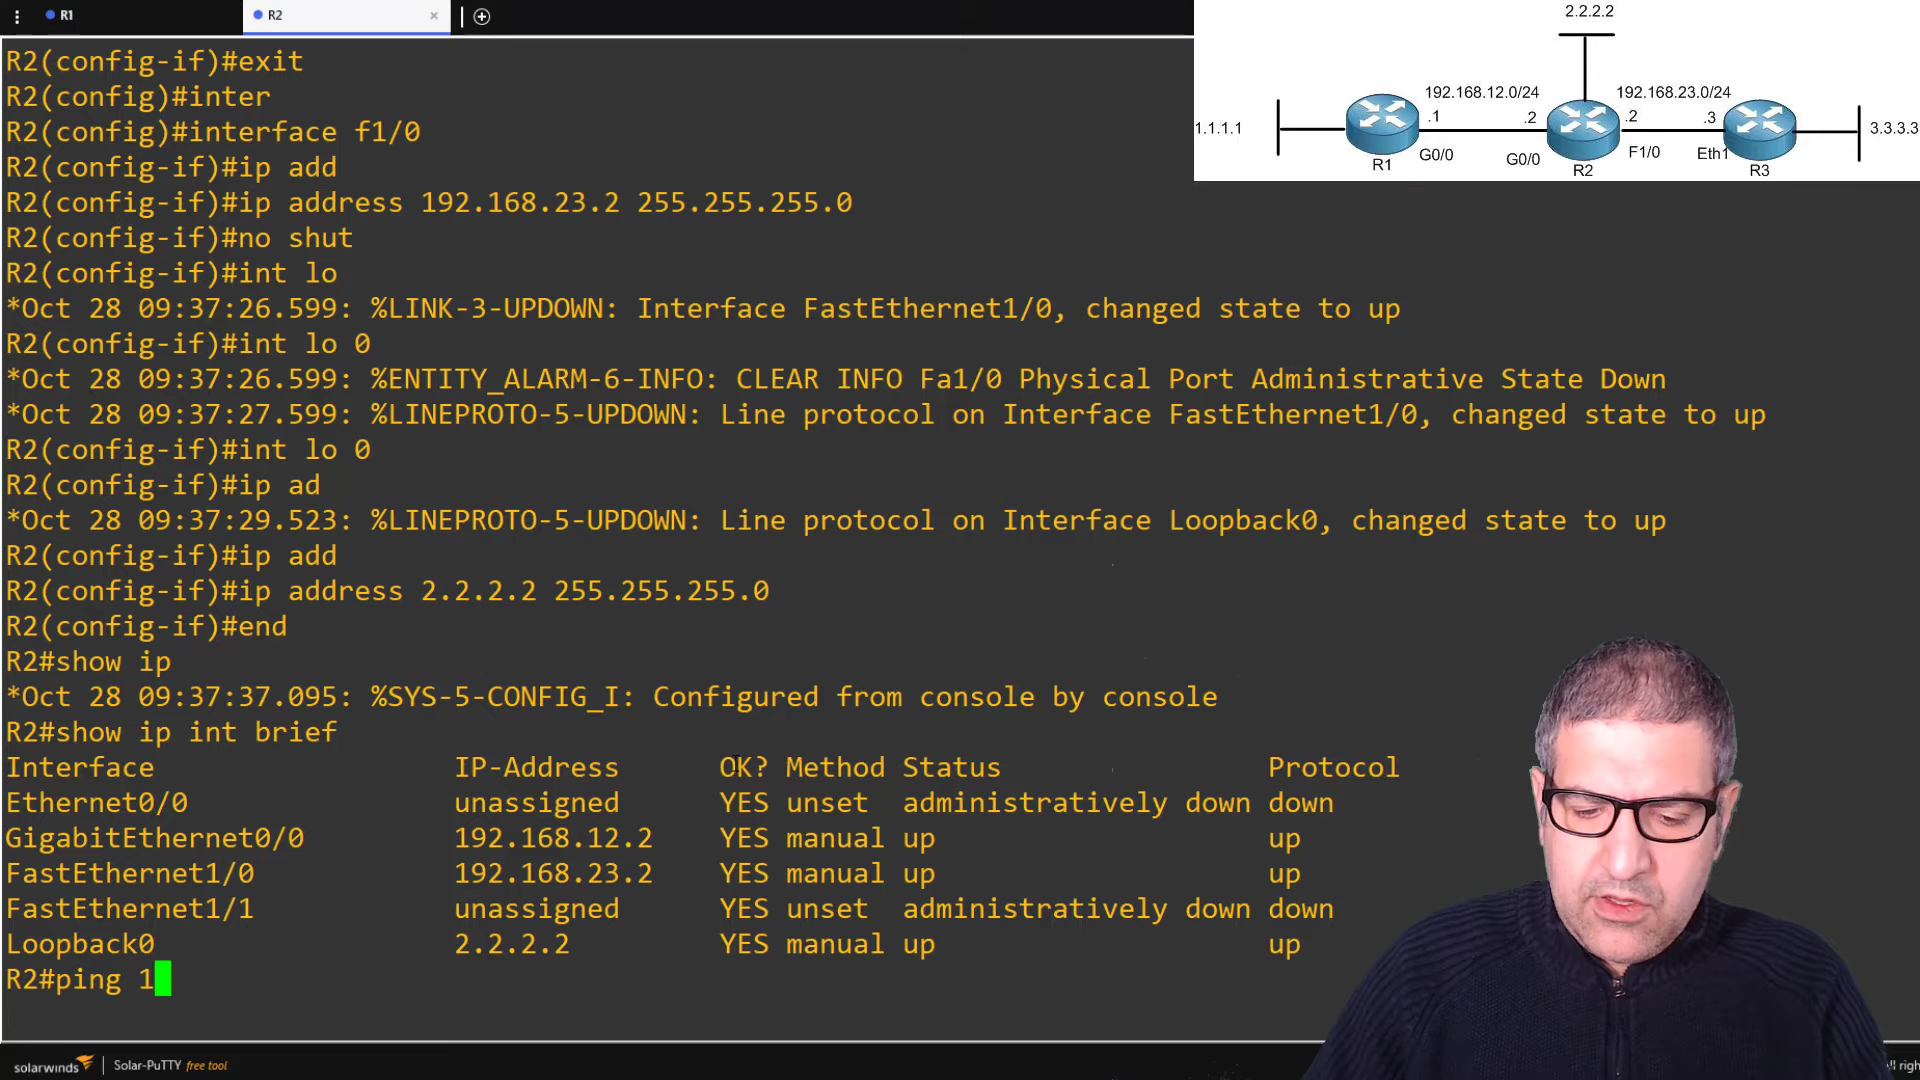 R1
R2
R2(config-if)#exit
R2(config)#inter
R2(config)#interface f1/0
R2(config-if)#ip add
R2(config-if)#ip address 192.168.23.2 255.255.255.0
R2(config-if)#no shut
R2(config-if)#int lo
*Oct 28 09:37:26.599: %LINK-3-UPDOWN: Interface FastEthernet1/0, changed state to up
R2(config-if)#int lo 0
*Oct 28 09:37:26.599: %ENTITY_ALARM-6-INFO: CLEAR INFO Fa1/0 Physical Port Administrative State Down
*Oct 28 09:37:27.599: %LINEPROTO-5-UPDOWN: Line protocol on Interface FastEthernet1/0, changed state to up
R2(config-if)#int lo 0
R2(config-if)#ip ad
*Oct 28 09:37:29.523: %LINEPROTO-5-UPDOWN: Line protocol on Interface Loopback0, changed state to up
R2(config-if)#ip add
R2(config-if)#ip address 2.2.2.2 255.255.255.0
R2(config-if)#end
R2#show ip
*Oct 28 09:37:37.095: %SYS-5-CONFIG_I: Configured from console by console
R2#show ip int brief
Interface IP-Address OK? Method Status Protocol
Ethernet0/0 unassigned YES unset administratively down down
GigabitEthernet0/0 192.168.12.2 YES manual up up
FastEthernet1/0 192.168.23.2 YES manual up up
FastEthernet1/1 unassigned YES unset administratively down down
Loopback0 2.2.2.2 YES manual up up
R2#ping 1
2.2.2.2
192.168.12.0/24 192.168.23.0/24
1.1.1.1 .1 .2 .2 .3 3.3.3.3
G0/0 G0/0 F1/0 Eth1
R1 R2 R3
solarwinds Solar-PuTTY free tool